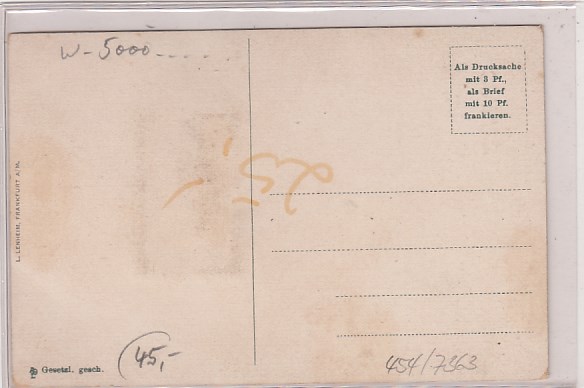 W - 5000
Als Drucksache
mit 3 Pf.,
als Brief
mit 10 Pf.
frankieren.
25,
L. LENHEIM, FRANKFURT A/M.
45,-
Gesetzl. gesch.
454/7363